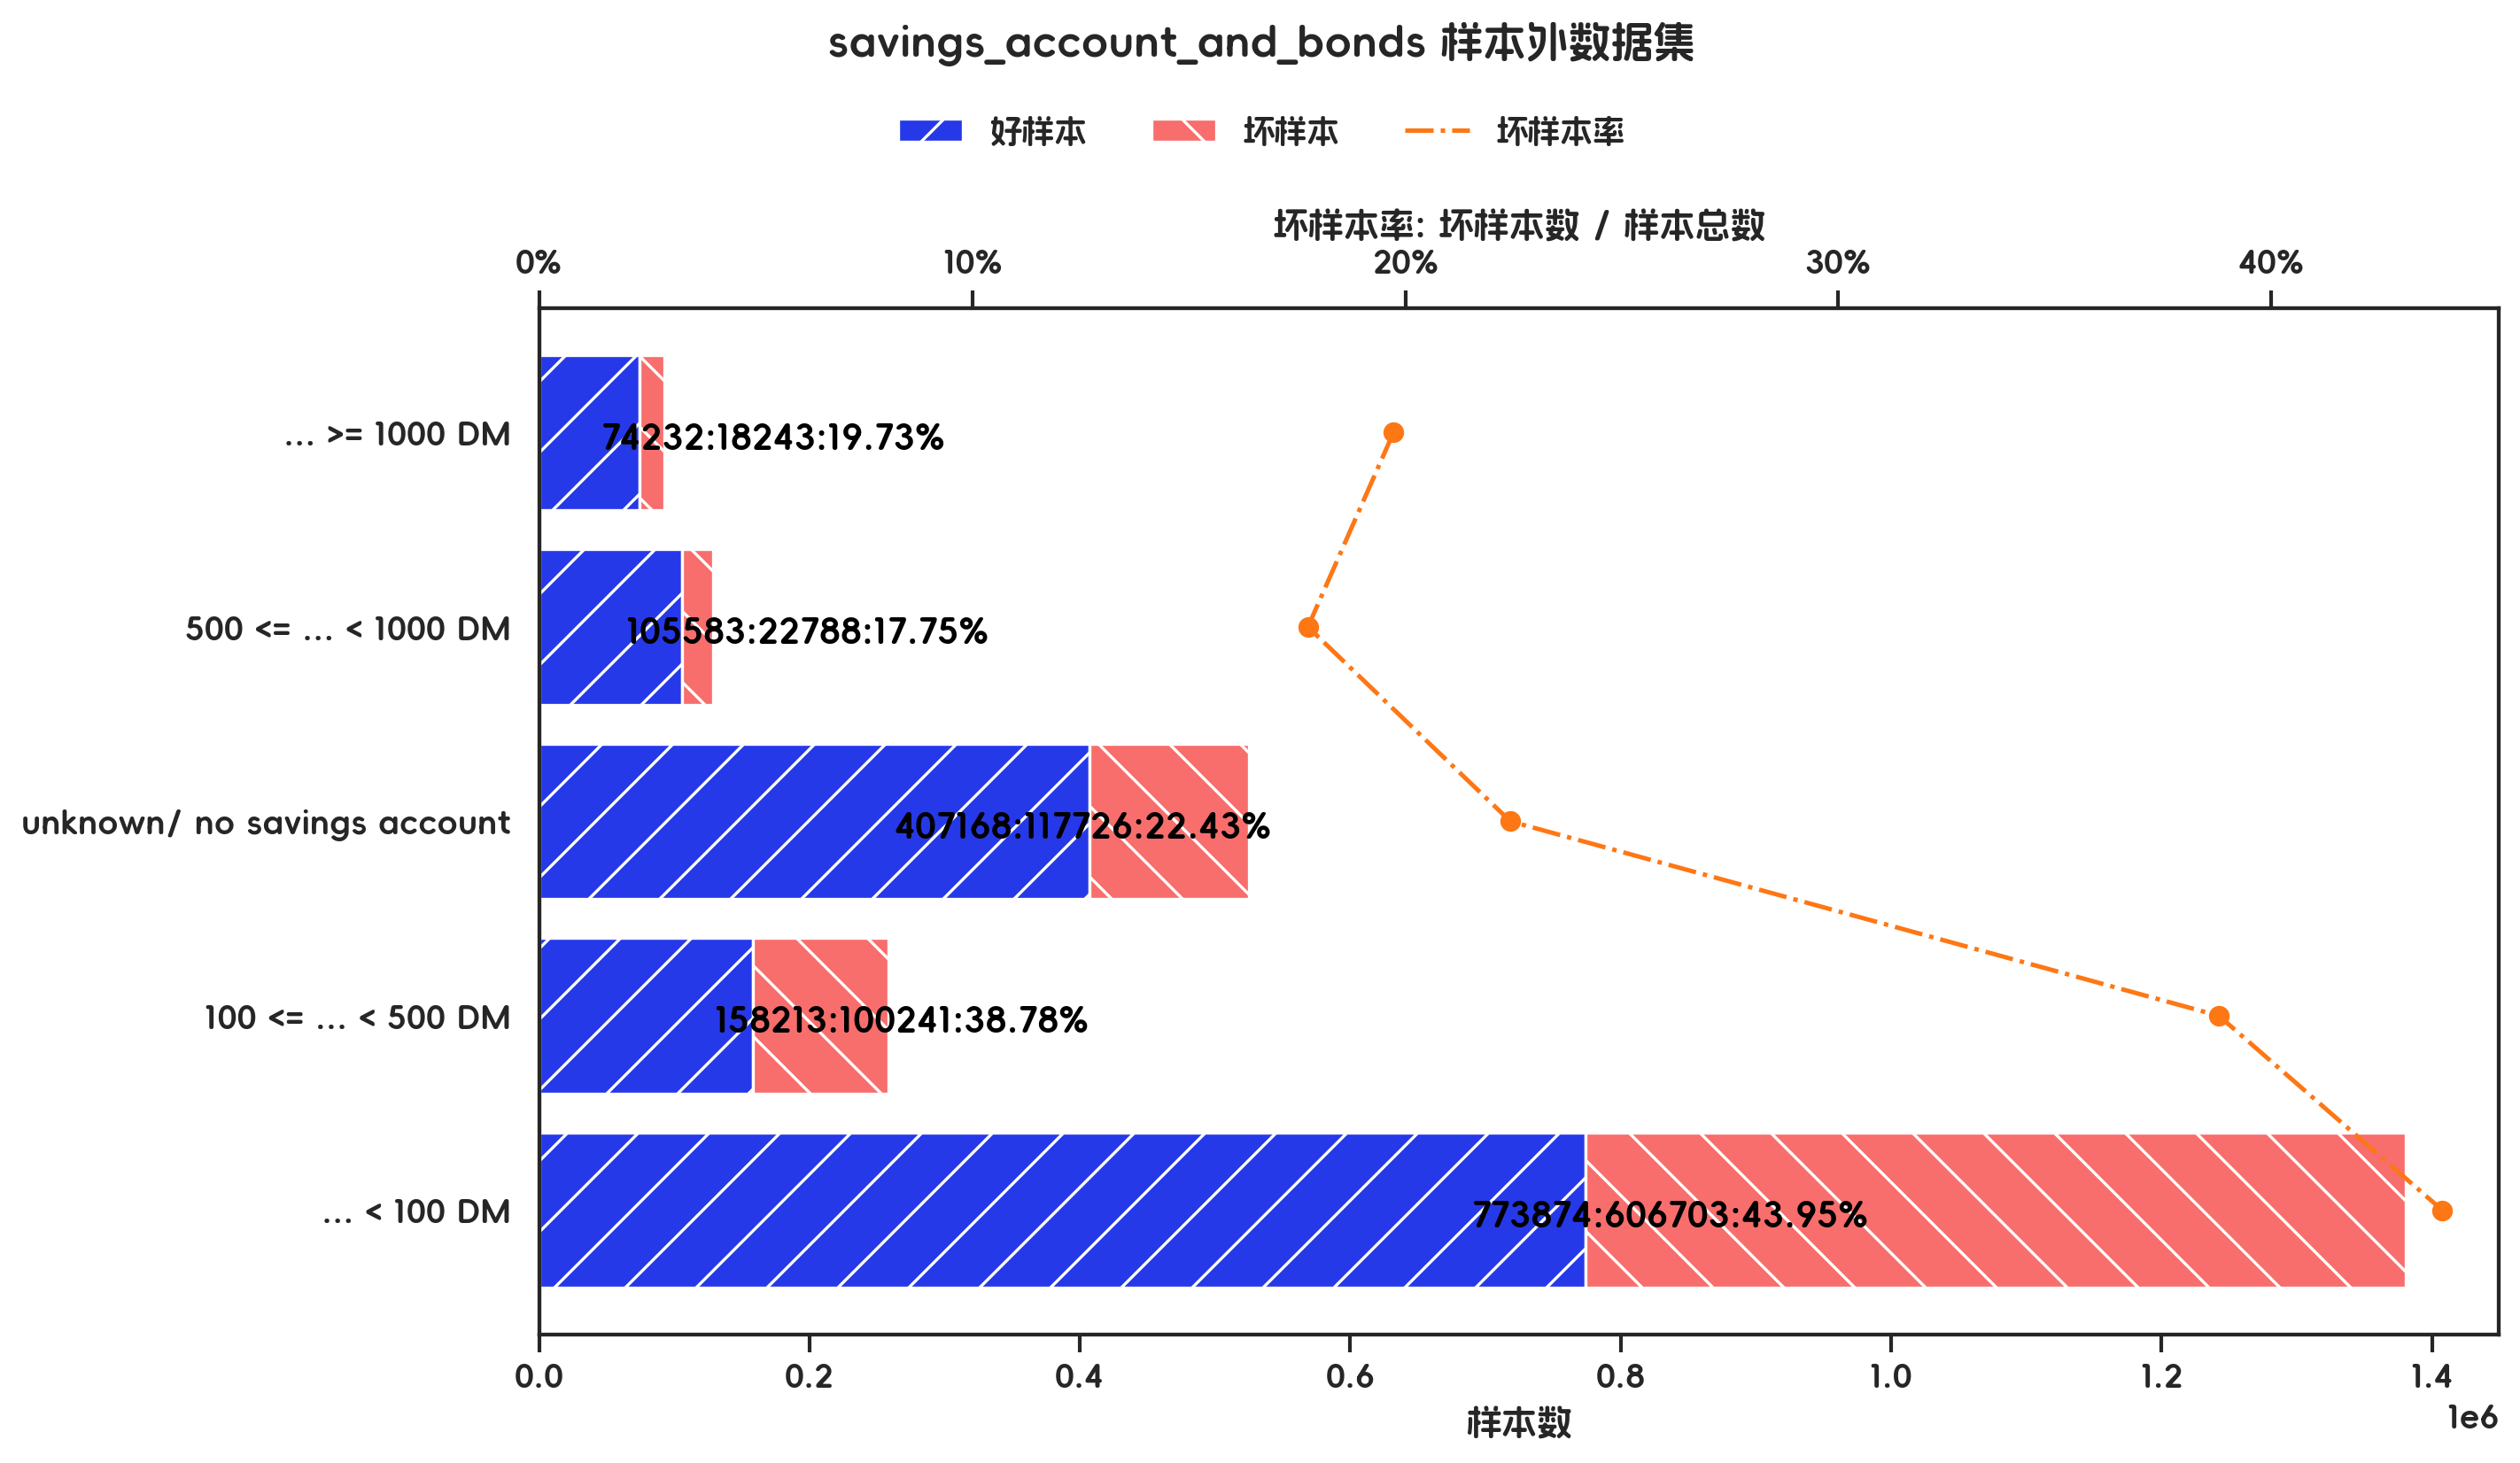 savings_account_and_bonds 样本外数据集
好样本 坏样本 坏样本率
坏样本率: 坏样本数 / 样本总数
0% 10% 20% 30% 40%
... >= 1000 DM
74232:18243:19.73%
500 <= ... < 1000 DM
105583:22788:17.75%
unknown/ no savings account
407168:117726:22.43%
100 <= ... < 500 DM
158213:100241:38.78%
... < 100 DM
773874:606703:43.95%
0.0 0.2 0.4 0.6 0.8 1.0 1.2 1.4
样本数
1e6